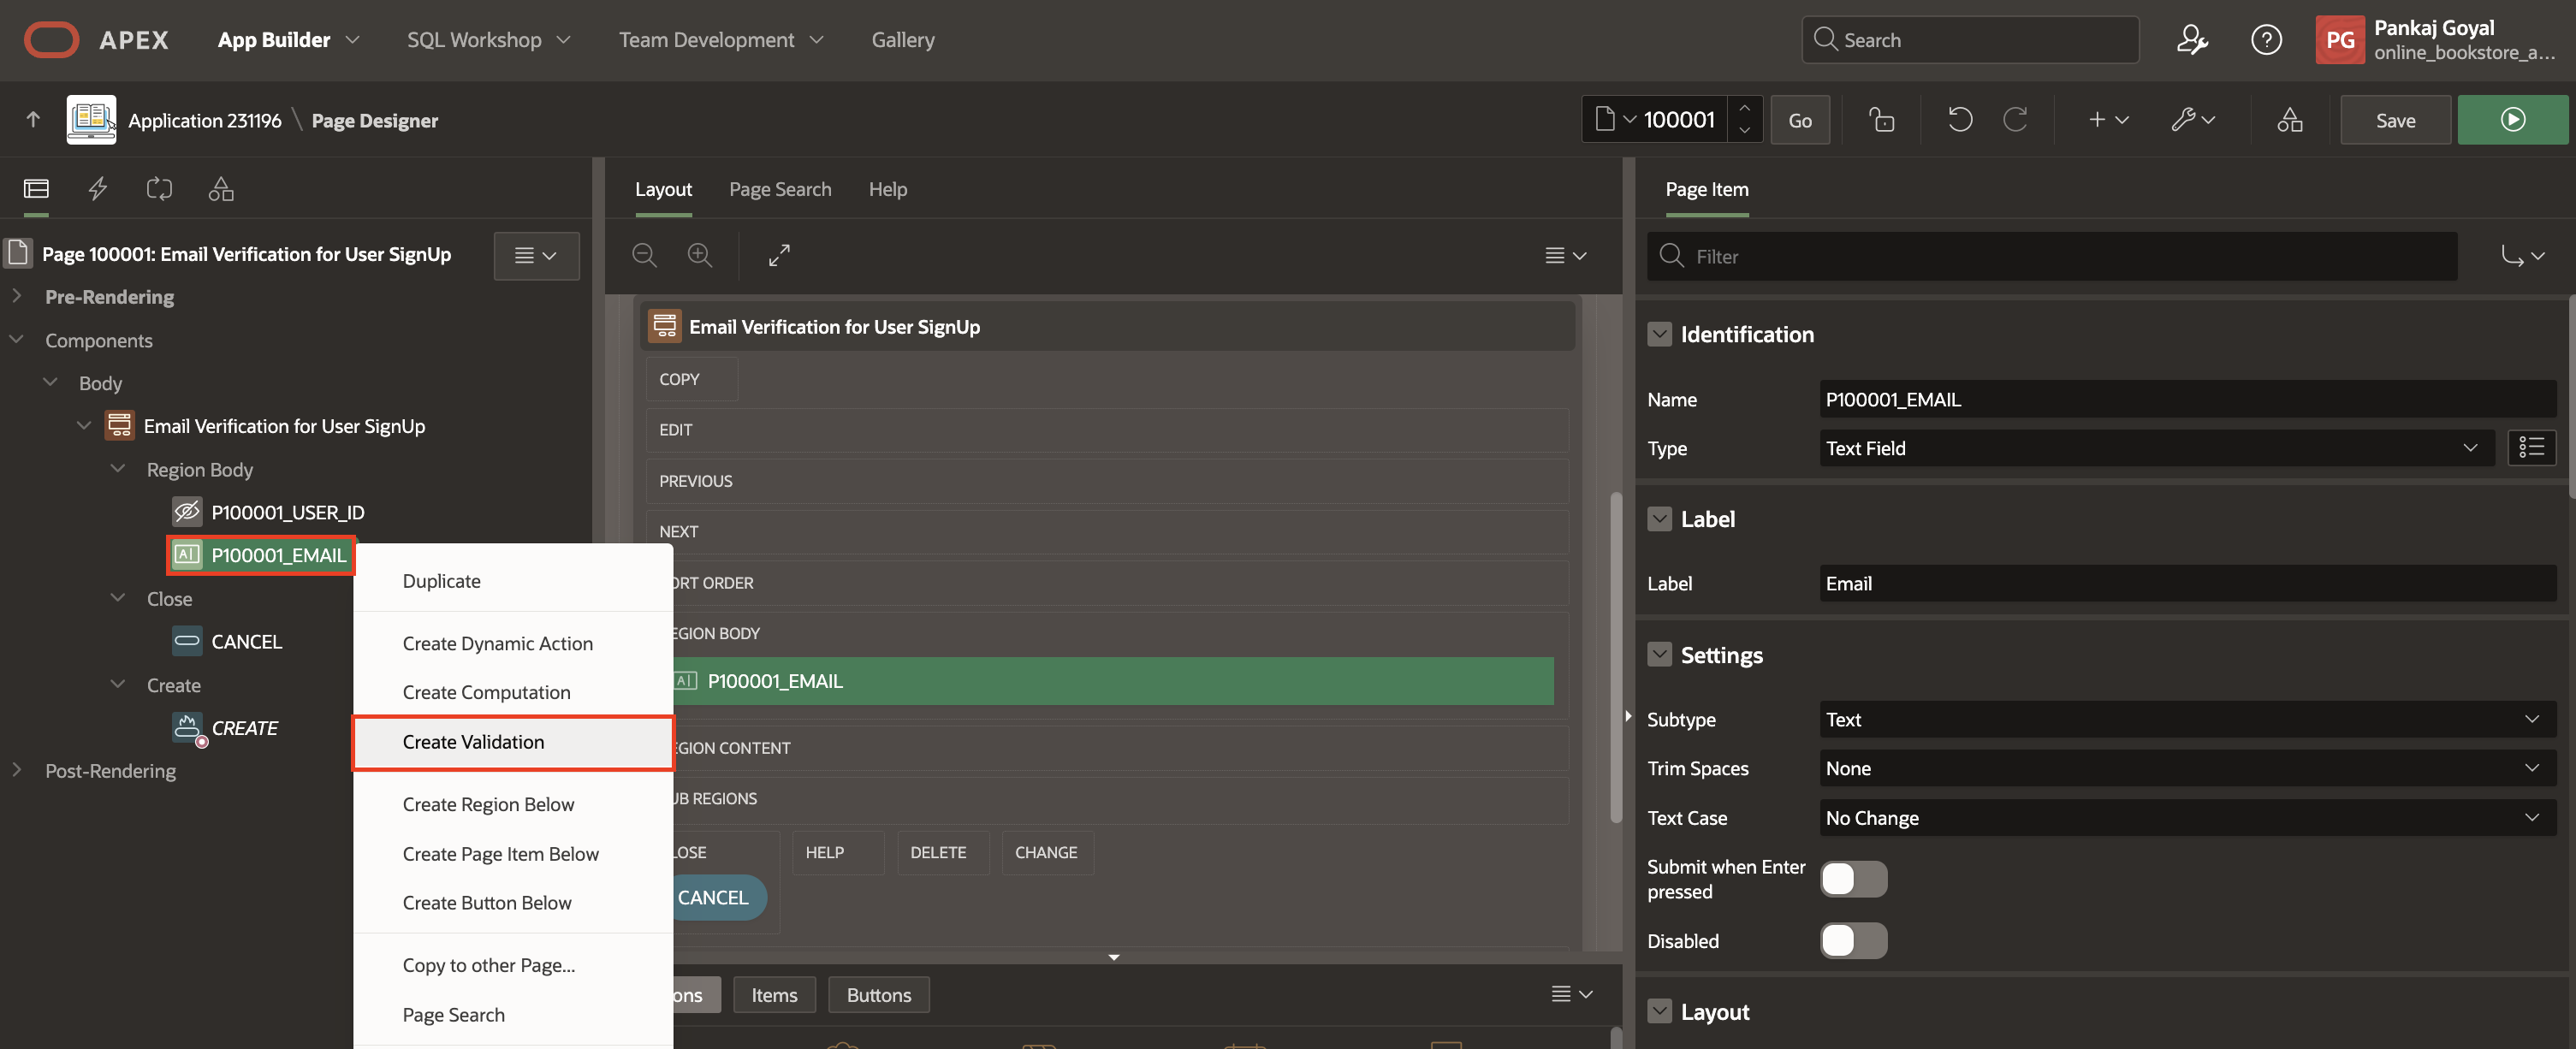 APEX App Builder SQL Workshop Team Development Gallery Search PG Pankaj Goyal
online_bookstore_a...
Application 231196 \ Page Designer 100001 Go Save
Page 100001: Email Verification for User SignUp
Pre-Rendering
Components
Body
Email Verification for User SignUp
Region Body
P100001_USER_ID
P100001_EMAIL
Close
CANCEL
Create
CREATE
Post-Rendering
Duplicate
Create Dynamic Action
Create Computation
Create Validation
Create Region Below
Create Page Item Below
Create Button Below
Copy to other Page...
Page Search
Layout Page Search Help
Email Verification for User SignUp
COPY
EDIT
PREVIOUS
NEXT
ORT ORDER
EGION BODY
P100001_EMAIL
EGION CONTENT
UB REGIONS
LOSE HELP DELETE CHANGE
CANCEL
ons Items Buttons
Page Item
Filter
Identification
Name P100001_EMAIL
Type Text Field
Label
Label Email
Settings
Subtype Text
Trim Spaces None
Text Case No Change
Submit when Enter
pressed
Disabled
Layout